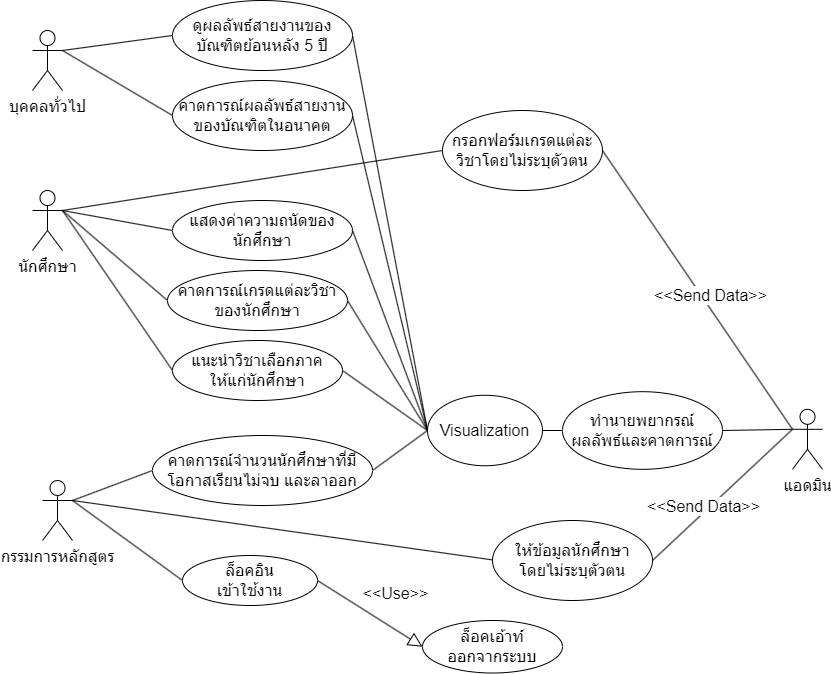 ดูผลลัพธ์สายงานของ
บัณฑิตย้อนหลัง 5 ปี
บุคคลทั่วไป
คาดการณ์ผลลัพธ์สายงาน
ของบัณฑิตในอนาคต
กรอกฟอร์มเกรดแต่ละ
วิชาโดยไม่ระบุตัวตน
นักศึกษา
แสดงค่าความถนัดของ
นักศึกษา
คาดการณ์เกรดแต่ละวิชา
ของนักศึกษา
<<Send Data>>
แนะนำวิชาเลือกภาค
ให้แก่นักศึกษา
Visualization
ทำนายพยากรณ์
ผลลัพธ์และคาดการณ์
แอดมิน
คาดการณ์จำนวนนักศึกษาที่มี
โอกาสเรียนไม่จบ และลาออก
<<Send Data>>
กรรมการหลักสูตร
ให้ข้อมูลนักศึกษา
โดยไม่ระบุตัวตน
ล็อคอิน
เข้าใช้งาน
<<Use>>
ล็อคเอ้าท์
ออกจากระบบ